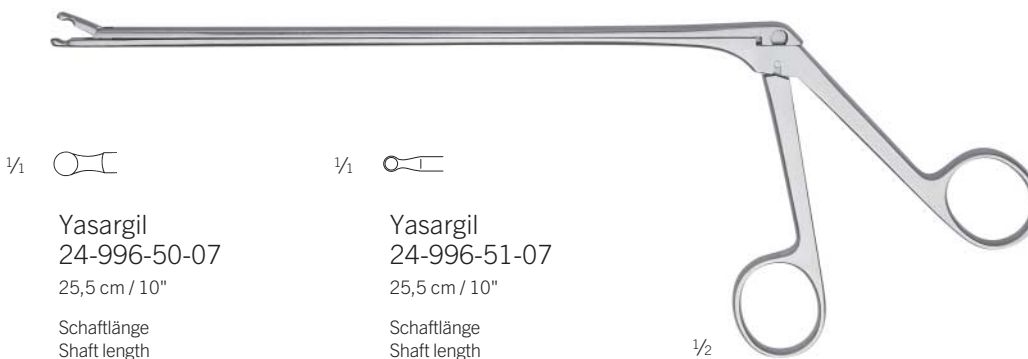 1/1
Yasargil
24-996-50-07
25,5 cm / 10"
Schaftlänge
Shaft length
1/1
Yasargil
24-996-51-07
25,5 cm / 10"
Schaftlänge
Shaft length
1/2